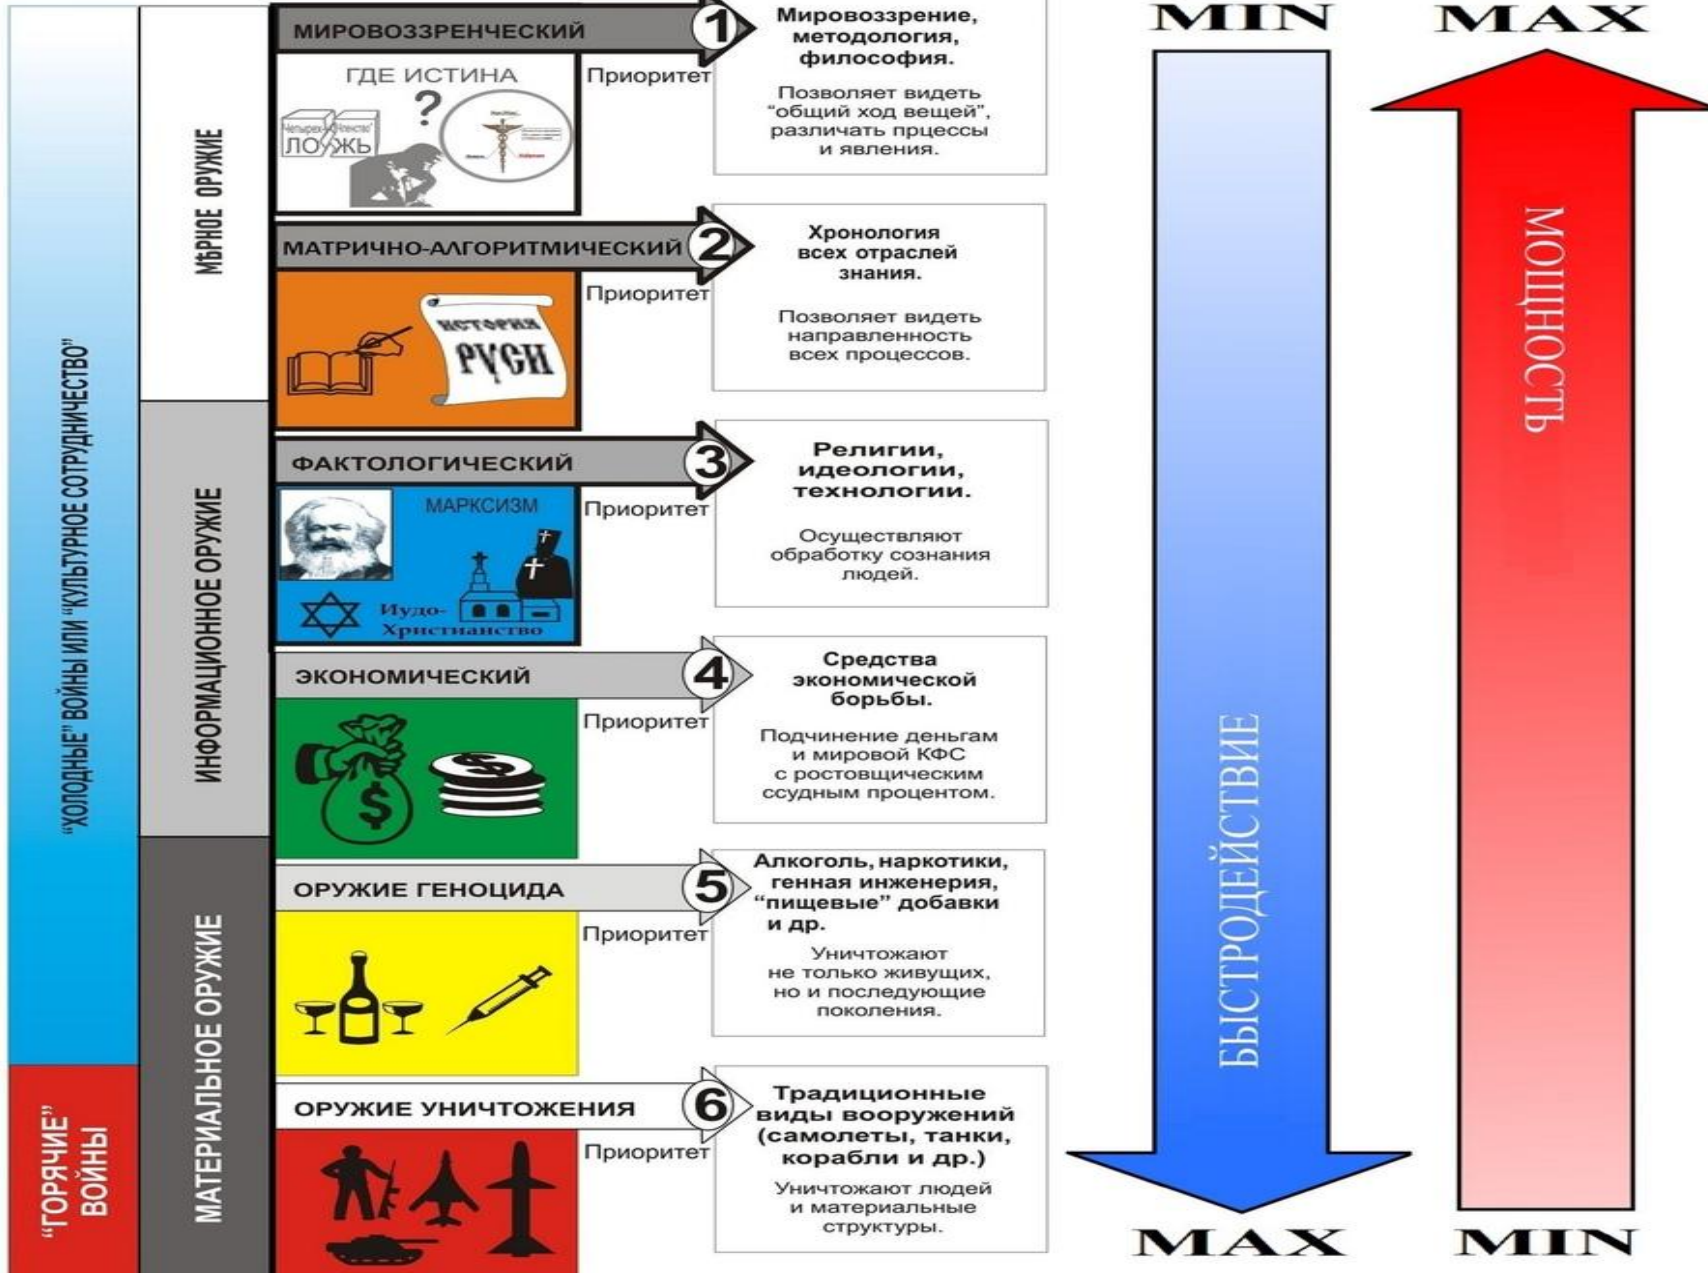 "ХОЛОДНЫЕ" ВОЙНЫ ИЛИ "КУЛЬТУРНОЕ СОТРУДНИЧЕСТВО"
"ГОРЯЧИЕ"
ВОЙНЫ
МѢРНОЕ ОРУЖИЕ
ИНФОРМАЦИОННОЕ ОРУЖИЕ
МАТЕРИАЛЬНОЕ ОРУЖИЕ
МИРОВОЗЗРЕНЧЕСКИЙ
1
Приоритет
ГДЕ ИСТИНА
?
ЛОЖЬ
Мировоззрение,
методология,
философия.
Позволяет видеть
"общий ход вещей",
различать прцессы
и явления.
МАТРИЧНО-АЛГОРИТМИЧЕСКИЙ
2
Приоритет
ИСТОРИЯ
РУСИ
Хронология
всех отраслей
знания.
Позволяет видеть
направленность
всех процессов.
ФАКТОЛОГИЧЕСКИЙ
3
Приоритет
МАРКСИЗМ
Иудо-
Христианство
Религии,
идеологии,
технологии.
Осуществляют
обработку сознания
людей.
ЭКОНОМИЧЕСКИЙ
4
Приоритет
$
$
Средства
экономической
борьбы.
Подчинение деньгам
и мировой КФС
с ростовщическим
ссудным процентом.
ОРУЖИЕ ГЕНОЦИДА
5
Приоритет
Алкоголь, наркотики,
генная инженерия,
"пищевые" добавки
и др.
Уничтожают
не только живущих,
но и последующие
поколения.
ОРУЖИЕ УНИЧТОЖЕНИЯ
6
Приоритет
Традиционные
виды вооружений
(самолеты, танки,
корабли и др.)
Уничтожают людей
и материальные
структуры.
MIN
БЫСТРОДЕЙСТВИЕ
MAX
MAX
МОЩНОСТЬ
MIN